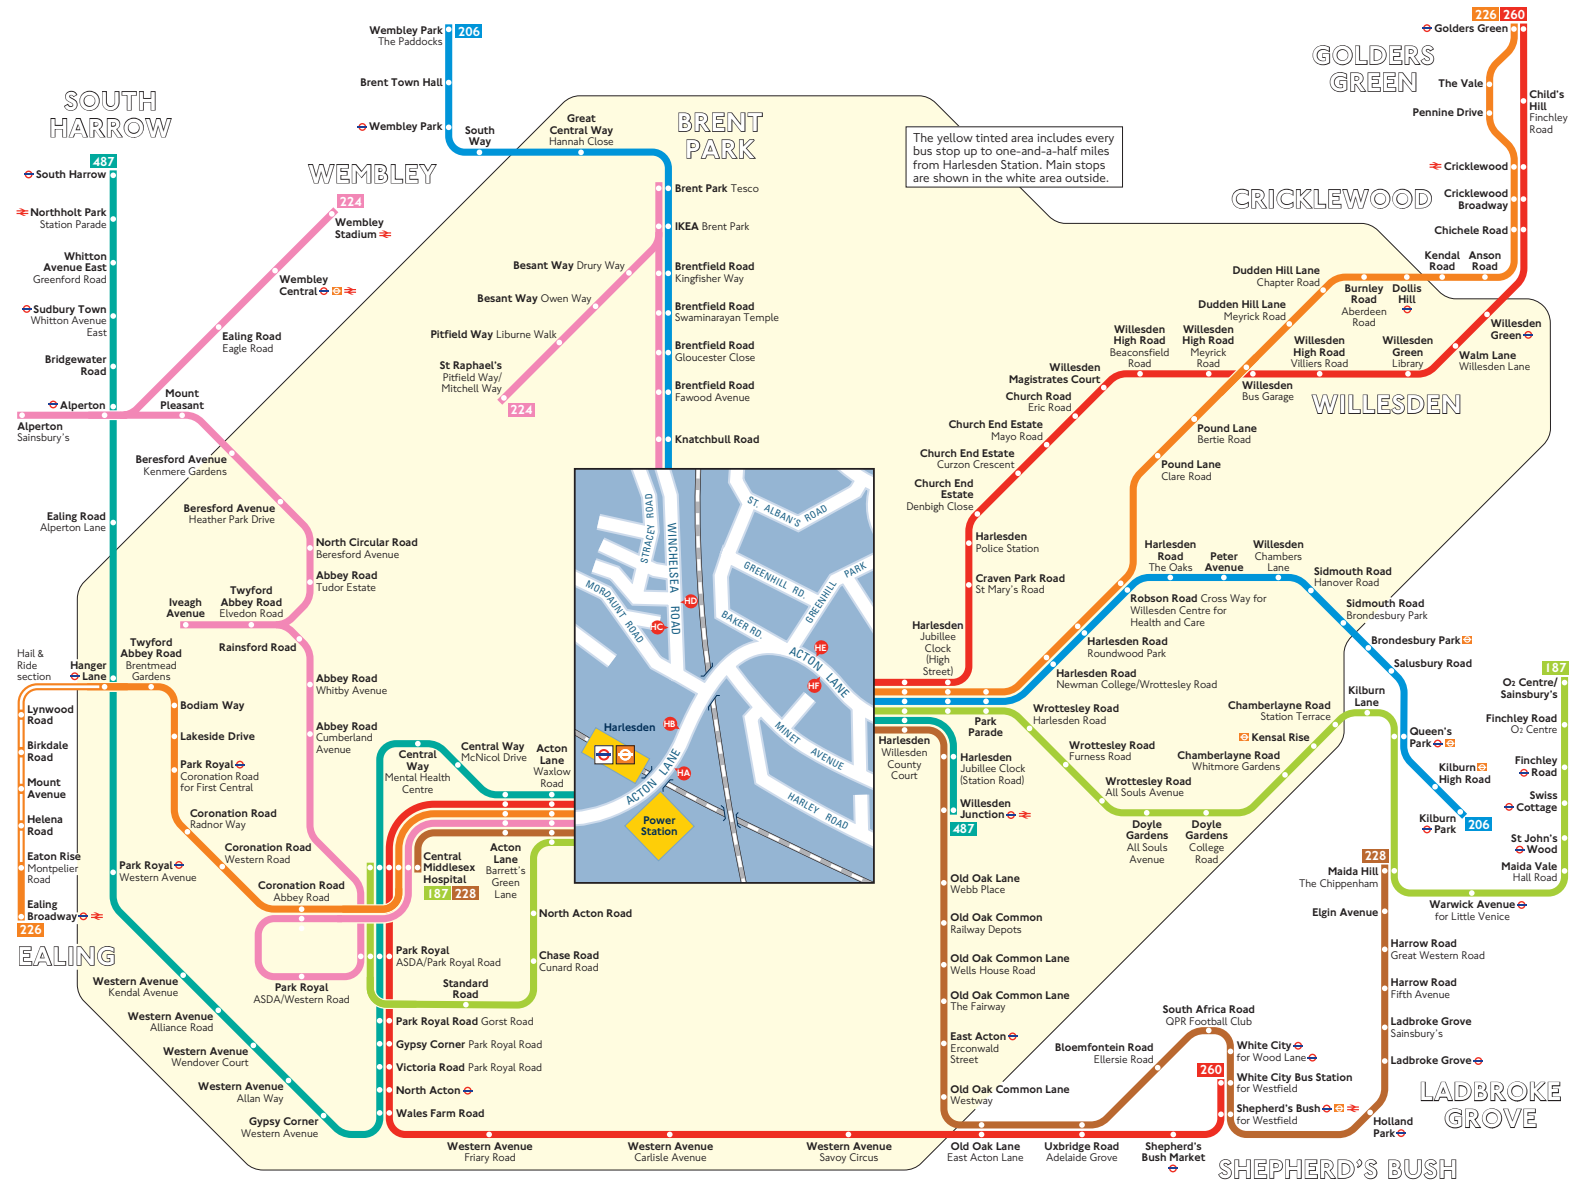 Wembley Park
The Paddocks
206
Brent Town Hall
Wembley Park
South
Way
Great
Central Way
Hannah Close
BRENT
PARK
The yellow tinted area includes every
bus stop up to one-and-a-half miles
from Harlesden Station. Main stops
are shown in the white area outside.
226
260
Golders Green
GOLDERS
GREEN
The Vale
Pennine Drive
Child's
Hill
Finchley
Road
Cricklewood
Cricklewood
Broadway
Chichele Road
CRICKLEWOOD
Kendal
Road
Anson
Road
Dudden Hill Lane
Chapter Road
Burnley
Road
Aberdeen
Road
Dollis
Hill
Dudden Hill Lane
Meyrick Road
Willesden
Green
Walm Lane
Willesden Lane
Willesden
Green
Library
Willesden
High Road
Villiers Road
Willesden
High Road
Meyrick
Road
Willesden
High Road
Beaconsfield
Road
Willesden
Bus Garage
WILLESDEN
Willesden
Magistrates Court
Church Road
Eric Road
Church End Estate
Mayo Road
Church End Estate
Curzon Crescent
Church End
Estate
Denbigh Close
Pound Lane
Bertie Road
Pound Lane
Clare Road
Harlesden
Police Station
Craven Park Road
St Mary's Road
Harlesden
Jubilee
Clock
(High
Street)
SOUTH
HARROW
487
South Harrow
Northholt Park
Station Parade
Whitton
Avenue East
Greenford Road
Sudbury Town
Whitton Avenue
East
Bridgewater
Road
Alperton
Alperton
Sainsbury's
WEMBLEY
224
Wembley
Stadium
Wembley
Central
Ealing Road
Eagle Road
Mount
Pleasant
Beresford Avenue
Kenmere Gardens
Beresford Avenue
Heather Park Drive
North Circular Road
Beresford Avenue
Abbey Road
Tudor Estate
Ealing Road
Alperton Lane
Twyford
Abbey Road
Elvedon Road
Iveagh
Avenue
Rainsford Road
Abbey Road
Whitby Avenue
Abbey Road
Cumberland
Avenue
Brent Park Tesco
IKEA Brent Park
Besant Way Drury Way
Besant Way Owen Way
Pitfield Way Liburne Walk
St Raphael's
Pitfield Way/
Mitchell Way
224
Brentfield Road
Kingfisher Way
Brentfield Road
Swaminarayan Temple
Brentfield Road
Gloucester Close
Brentfield Road
Fawood Avenue
Knatchbull Road
STRACEY ROAD
WINCHELSEA ROAD
MORDAUNT ROAD
ST. ALBAN'S ROAD
GREENHILL RD.
GREENHILL PARK
BAKER RD.
ACTON LANE
MINET AVENUE
HARLEY ROAD
ACTON LANE
HD
HC
HE
HF
HB
HA
Harlesden
Power
Station
Hail &
Ride
section
Hanger
Lane
Twyford
Abbey Road
Brentmead
Gardens
Lynwood
Road
Birkdale
Road
Mount
Avenue
Helena
Road
Eaton Rise
Montpelier
Road
Ealing
Broadway
226
EALING
Bodiam Way
Lakeside Drive
Park Royal
Coronation Road
for First Central
Coronation Road
Radnor Way
Coronation Road
Western Road
Coronation Road
Abbey Road
Park Royal
Western Avenue
Park Royal
ASDA/Western Road
Western Avenue
Kendal Avenue
Western Avenue
Alliance Road
Western Avenue
Wendover Court
Western Avenue
Allan Way
Gypsy Corner
Western Avenue
Central
Way
Mental Health
Centre
Central Way
McNicol Drive
Acton
Lane
Waxlow
Road
Central
Middlesex
Hospital
187
228
Acton
Lane
Barrett's
Green
Lane
North Acton Road
Chase Road
Cunard Road
Standard
Road
Park Royal
ASDA/Park Royal Road
Park Royal Road Gorst Road
Gypsy Corner Park Royal Road
Victoria Road Park Royal Road
North Acton
Wales Farm Road
Western Avenue
Friary Road
Western Avenue
Carlisle Avenue
Western Avenue
Savoy Circus
Old Oak Lane
East Acton Lane
Uxbridge Road
Adelaide Grove
Shepherd's
Bush Market
Harlesden
Road
The Oaks
Peter
Avenue
Willesden
Chambers
Lane
Sidmouth Road
Hanover Road
Sidmouth Road
Brondesbury Park
Brondesbury Park
Salusbury Road
Robson Road Cross Way for
Willesden Centre for
Health and Care
Harlesden Road
Roundwood Park
Harlesden Road
Newman College/Wrottesley Road
Park
Parade
Wrottesley Road
Harlesden Road
Wrottesley Road
Furness Road
Wrottesley Road
All Souls Avenue
Doyle
Gardens
All Souls
Avenue
Doyle
Gardens
College
Road
Chamberlayne Road
Whitmore Gardens
Kensal Rise
Chamberlayne Road
Station Terrace
Kilburn
Lane
Queen's
Park
Kilburn
High Road
Kilburn
Park
206
187
O2 Centre/
Sainsbury's
Finchley Road
O2 Centre
Finchley
Road
Swiss
Cottage
St John's
Wood
Maida Vale
Hall Road
Warwick Avenue
for Little Venice
Harlesden
Willesden
County
Court
Harlesden
Jubilee Clock
(Station Road)
Willesden
Junction
487
Old Oak Lane
Webb Place
Old Oak Common
Railway Depots
Old Oak Common Lane
Wells House Road
Old Oak Common Lane
The Fairway
East Acton
Erconwald
Street
Old Oak Common Lane
Westway
Bloemfontein Road
Ellersie Road
South Africa Road
QPR Football Club
White City
for Wood Lane
260
White City Bus Station
for Westfield
Shepherd's Bush
for Westfield
SHEPHERD'S BUSH
228
Maida Hill
The Chippenham
Elgin Avenue
Harrow Road
Great Western Road
Harrow Road
Fifth Avenue
Ladbroke Grove
Sainsbury's
Ladbroke Grove
Holland
Park
LADBROKE
GROVE